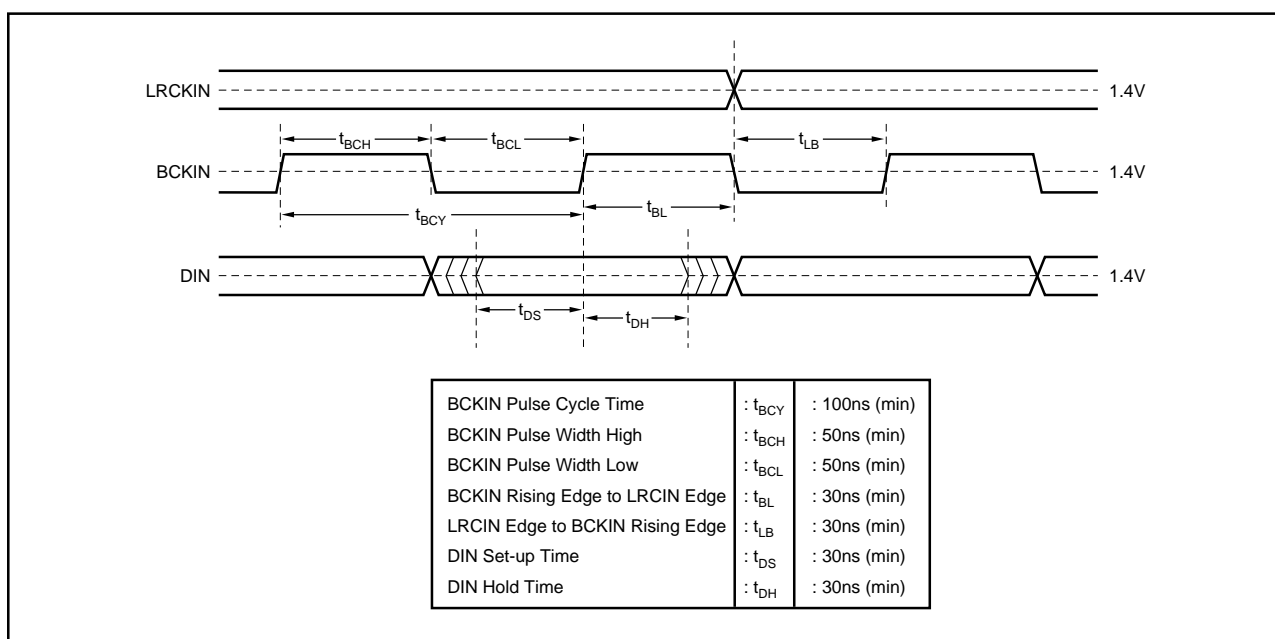 LRCKIN 1.4V
t_BCH t_BCL t_LB
BCKIN 1.4V
t_BCY t_BL
DIN 1.4V
t_DS t_DH
BCKIN Pulse Cycle Time : t_BCY : 100ns (min)
BCKIN Pulse Width High : t_BCH : 50ns (min)
BCKIN Pulse Width Low : t_BCL : 50ns (min)
BCKIN Rising Edge to LRCIN Edge : t_BL : 30ns (min)
LRCIN Edge to BCKIN Rising Edge : t_LB : 30ns (min)
DIN Set-up Time : t_DS : 30ns (min)
DIN Hold Time : t_DH : 30ns (min)